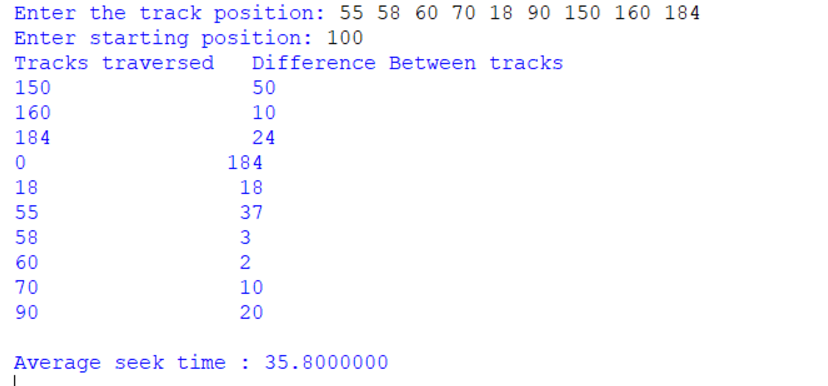 Enter the track position: 55 58 60 70 18 90 150 160 184
Enter starting position: 100
Tracks traversed   Difference Between tracks
150                50
160                10
184                24
0                184
18                18
55                37
58                3
60                2
70                10
90                20
Average seek time : 35.8000000